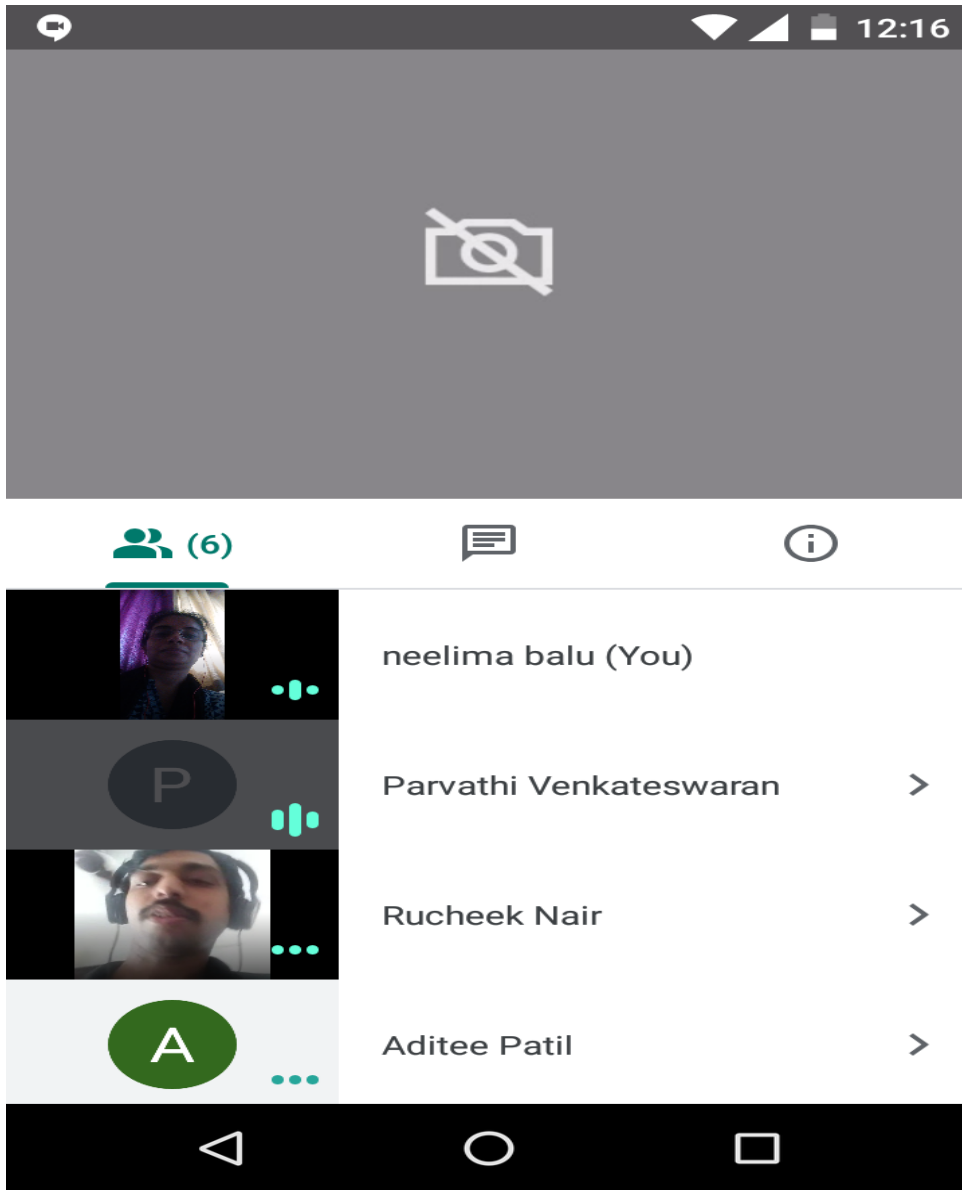 12:16
(6)
neelima balu (You)
P
Parvathi Venkateswaran
Rucheek Nair
A
Aditee Patil